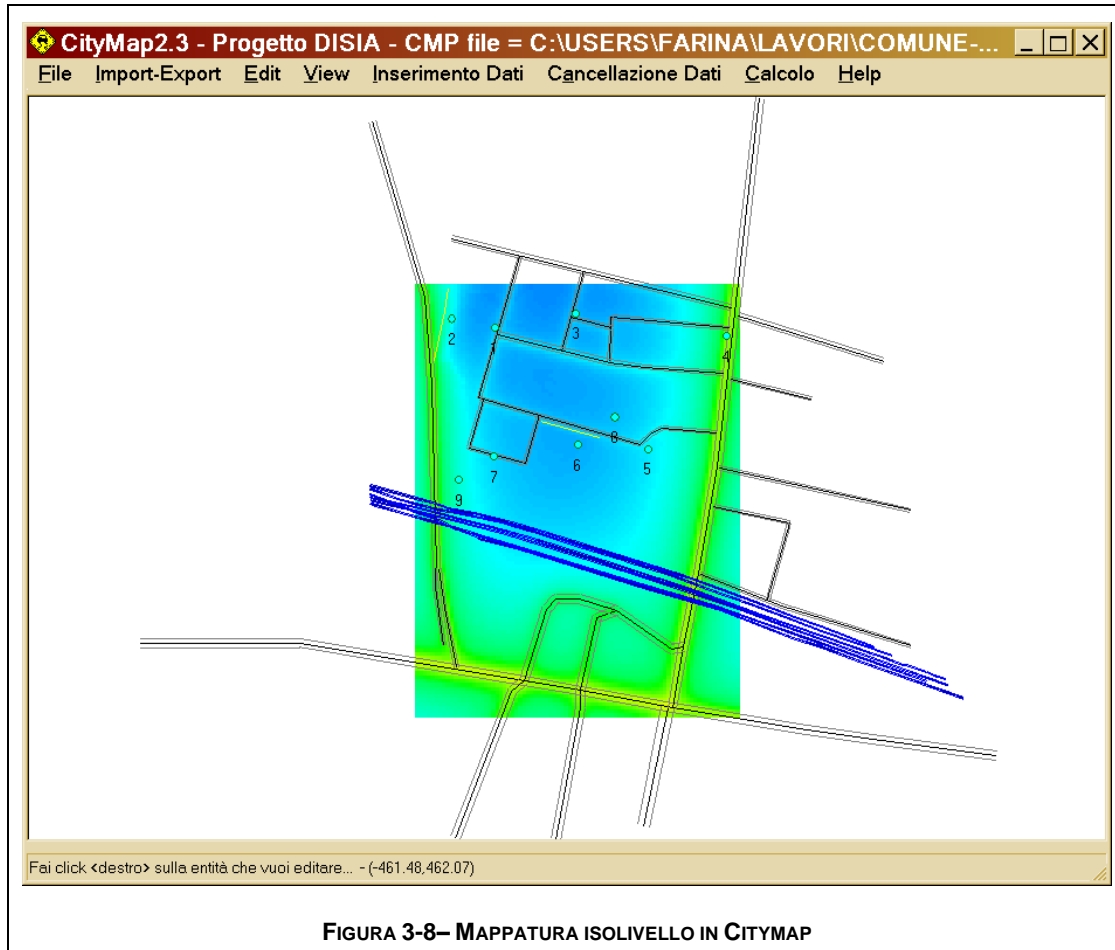 CityMap2.3 - Progetto DISIA - CMP file = C:\USERS\FARINA\LAVORI\COMUNE-...
File Import-Export Edit View Inserimento Dati Cancellazione Dati Calcolo Help
2
1
3
4
8
6
5
7
9
Fai click <destro> sulla entità che vuoi editare... - (-461.48,462.07)
FIGURA 3-8– MAPPATURA ISOLIVELLO IN CITYMAP